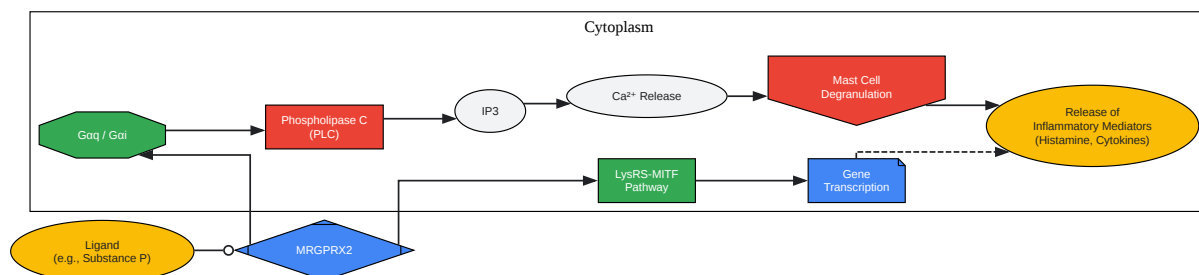 Cytoplasm
Mast Cell
Degranulation
Ca²⁺ Release
IP3
Release of
Inflammatory Mediators
(Histamine, Cytokines)
Phospholipase C
(PLC)
Gαq / Gαi
LysRS-MITF
Pathway
Gene
Transcription
Ligand
(e.g., Substance P)
MRGPRX2